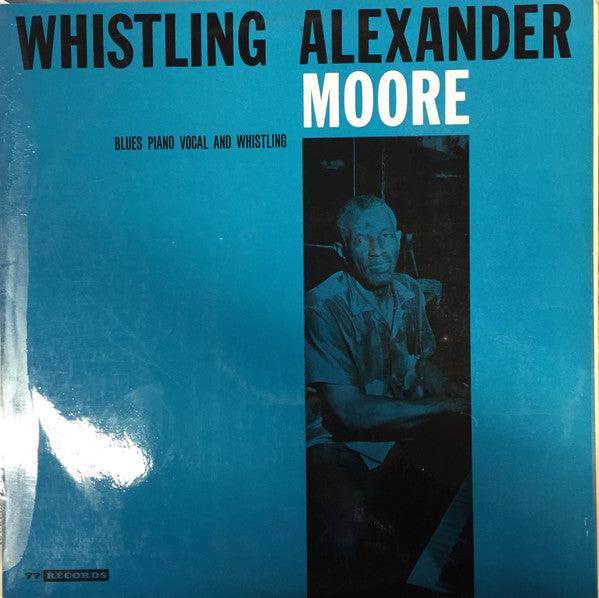 WHISTLING ALEXANDER
MOORE
BLUES PIANO VOCAL AND WHISTLING
77 RECORDS